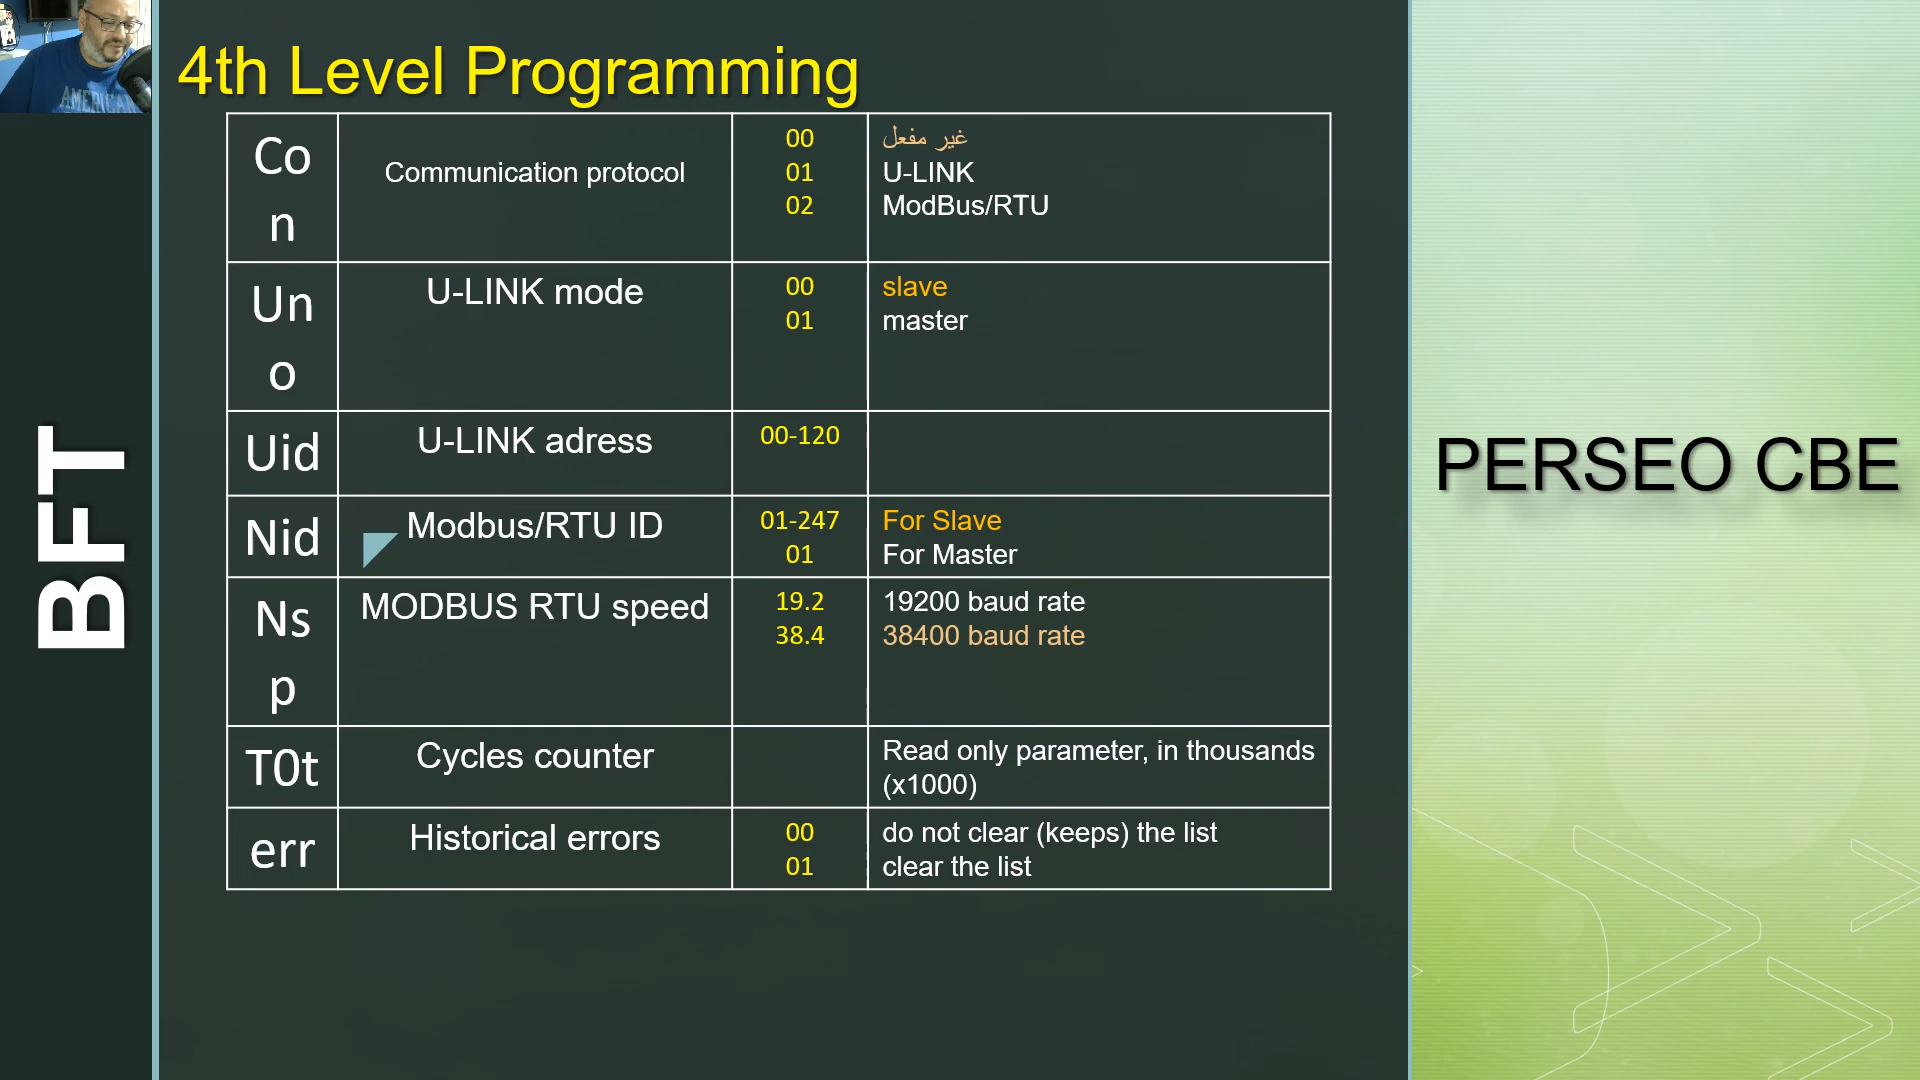 4th Level Programming
Co
n
Communication protocol
00
01
02
غير مفعل
U-LINK
ModBus/RTU
Un
o
U-LINK mode
00
01
slave
master
Uid
U-LINK adress
00-120
Nid
Modbus/RTU ID
01-247
01
For Slave
For Master
Ns
p
MODBUS RTU speed
19.2
38.4
19200 baud rate
38400 baud rate
T0t
Cycles counter
Read only parameter, in thousands
(x1000)
err
Historical errors
00
01
do not clear (keeps) the list
clear the list
BFT
PERSEO CBE
AMERICAN